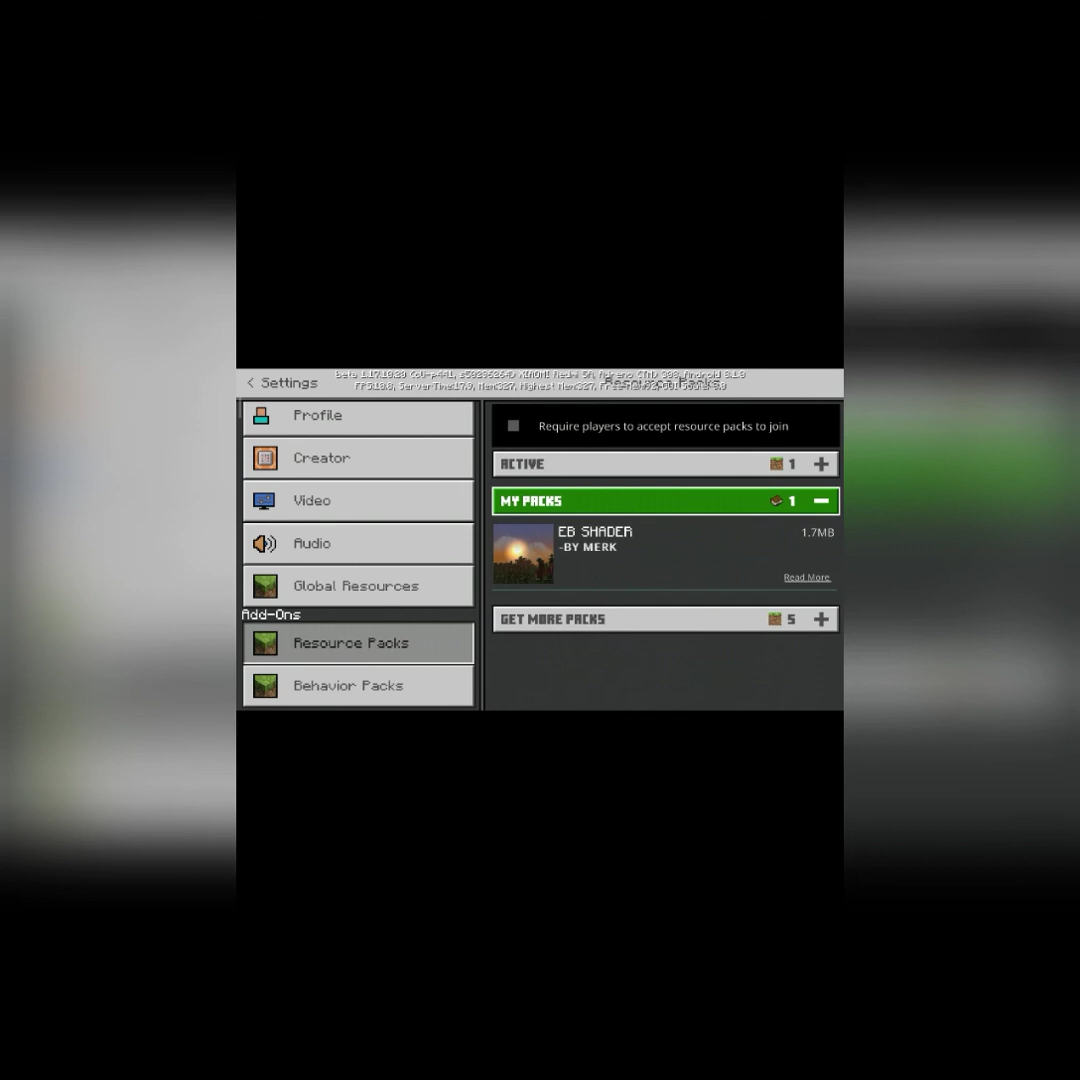 Settings
Resource Packs
Profile
Creator
Video
Audio
Global Resources
Add-Ons
Resource Packs
Behavior Packs
Require players to accept resource packs to join
ACTIVE 1
MY PACKS 1
EB SHADER 1.7MB
-BY MERK
Read More
GET MORE PACKS 5